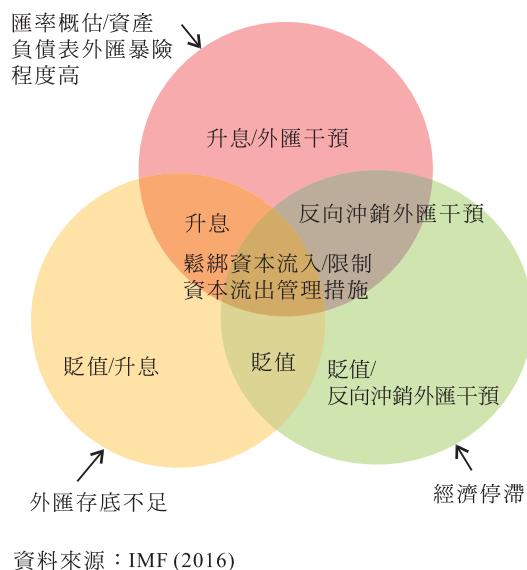 匯率概估/資產
負債表外匯暴險
程度高
升息/外匯干預
升息
反向沖銷外匯干預
鬆綁資本流入/限制
資本流出管理措施
貶值/升息
貶值
貶值/
反向沖銷外匯干預
外匯存底不足
經濟停滯
資料來源：IMF (2016)